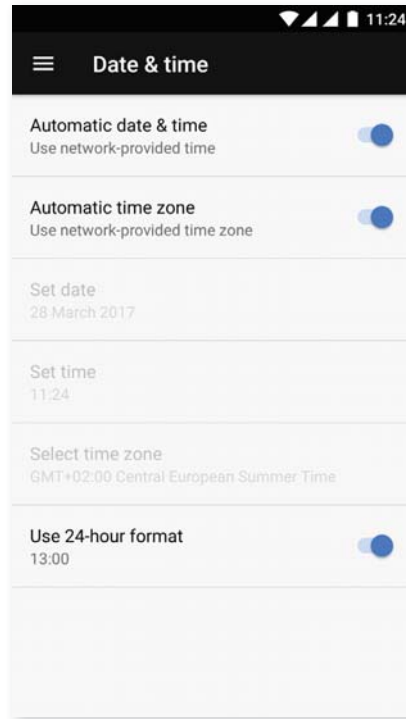 11:24
Date & time
Automatic date & time
Use network-provided time
Automatic time zone
Use network-provided time zone
Set date
28 March 2017
Set time
11:24
Select time zone
GMT+02:00 Central European Summer Time
Use 24-hour format
13:00